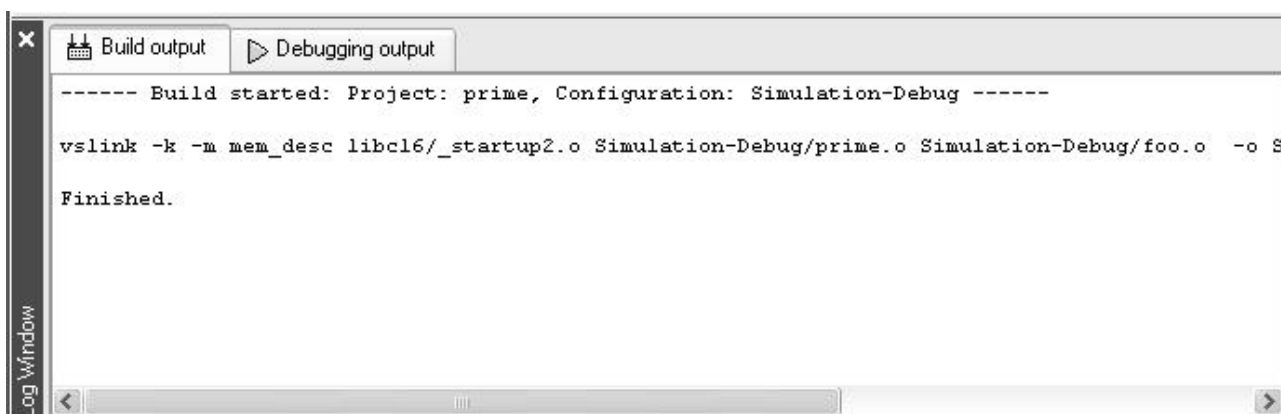 Build output
Debugging output
------ Build started: Project: prime, Configuration: Simulation-Debug ------
vslink -k -m mem_desc libcl6/_startup2.o Simulation-Debug/prime.o Simulation-Debug/foo.o  -o S
Finished.
Log Window